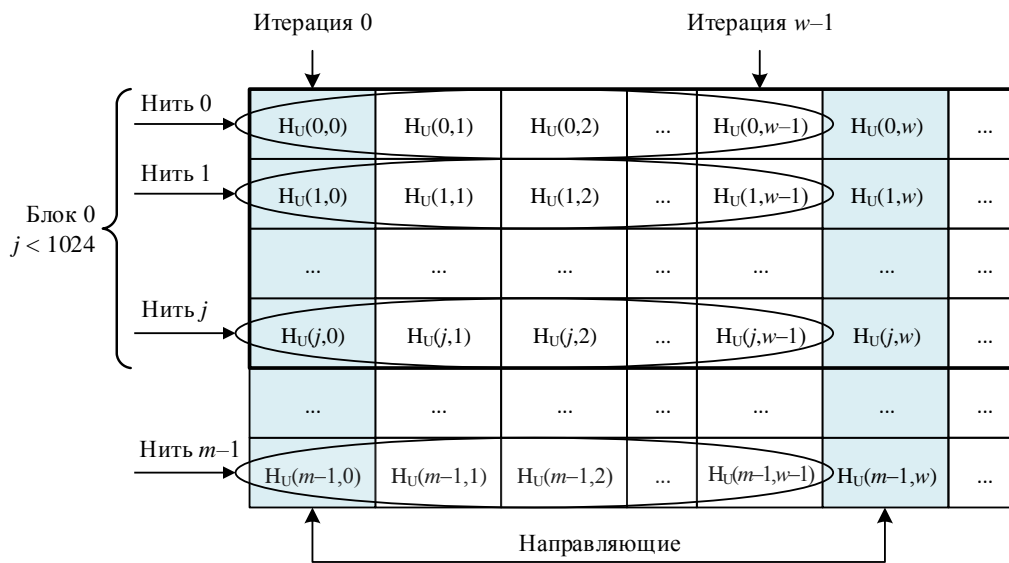 Итерация 0 Итерация w–1
Нить 0 H_U(0,0) H_U(0,1) H_U(0,2) ... H_U(0,w–1) H_U(0,w) ...
Нить 1 H_U(1,0) H_U(1,1) H_U(1,2) ... H_U(1,w–1) H_U(1,w) ...
Блок 0
j < 1024
... ... ... ... ... ... ...
Нить j H_U(j,0) H_U(j,1) H_U(j,2) ... H_U(j,w–1) H_U(j,w) ...
... ... ... ... ... ... ...
Нить m–1 H_U(m–1,0) H_U(m–1,1) H_U(m–1,2) ... H_U(m–1,w–1) H_U(m–1,w) ...
Направляющие